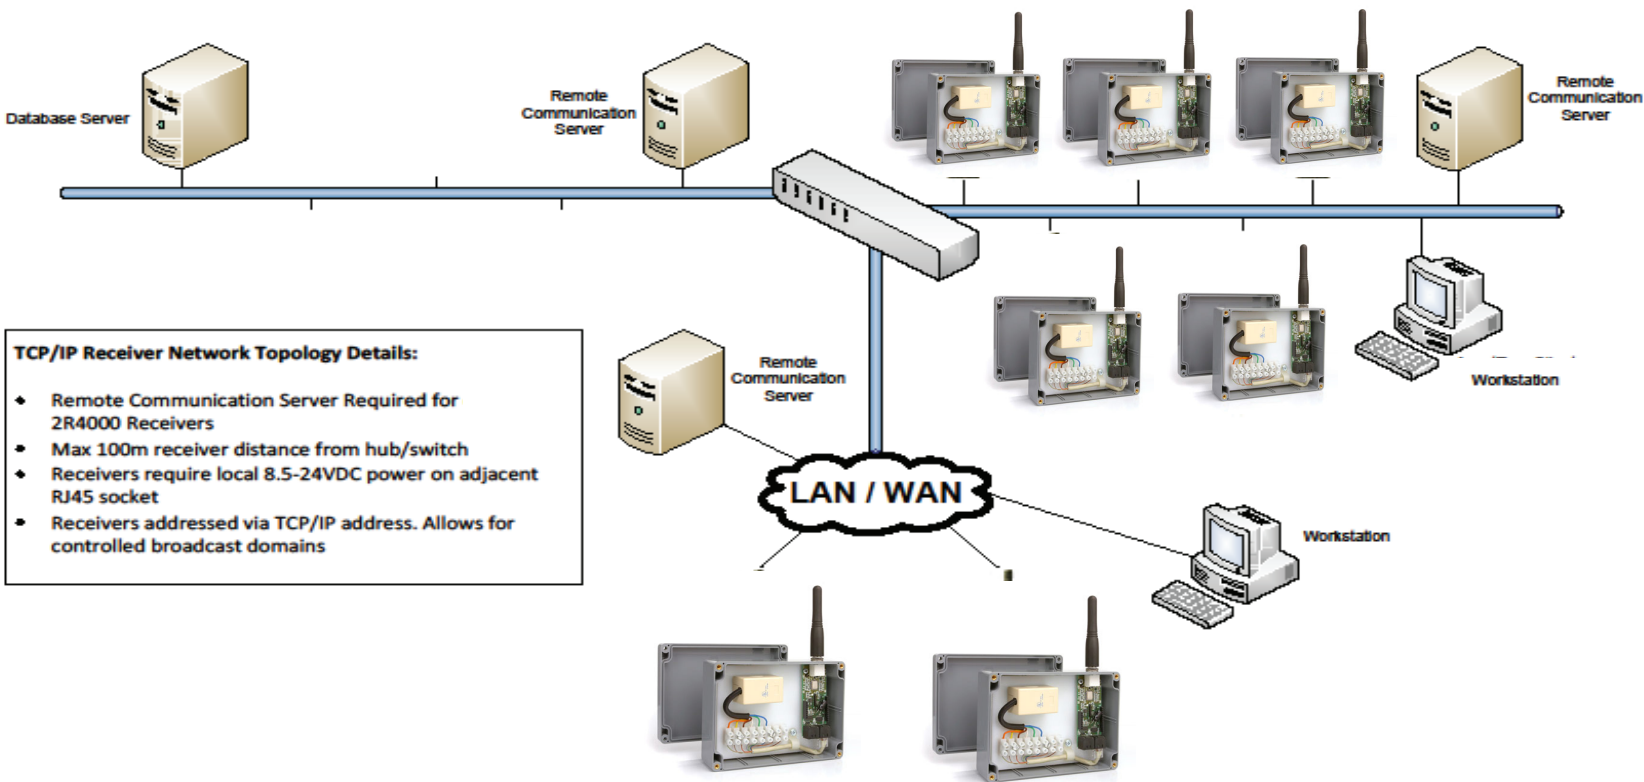 Database Server
Remote
Communication
Server
Remote
Communication
Server
TCP/IP Receiver Network Topology Details:
Remote Communication Server Required for
2R4000 Receivers
Max 100m receiver distance from hub/switch
Receivers require local 8.5-24VDC power on adjacent
RJ45 socket
Receivers addressed via TCP/IP address. Allows for
controlled broadcast domains
Remote
Communication
Server
Workstation
LAN / WAN
Workstation